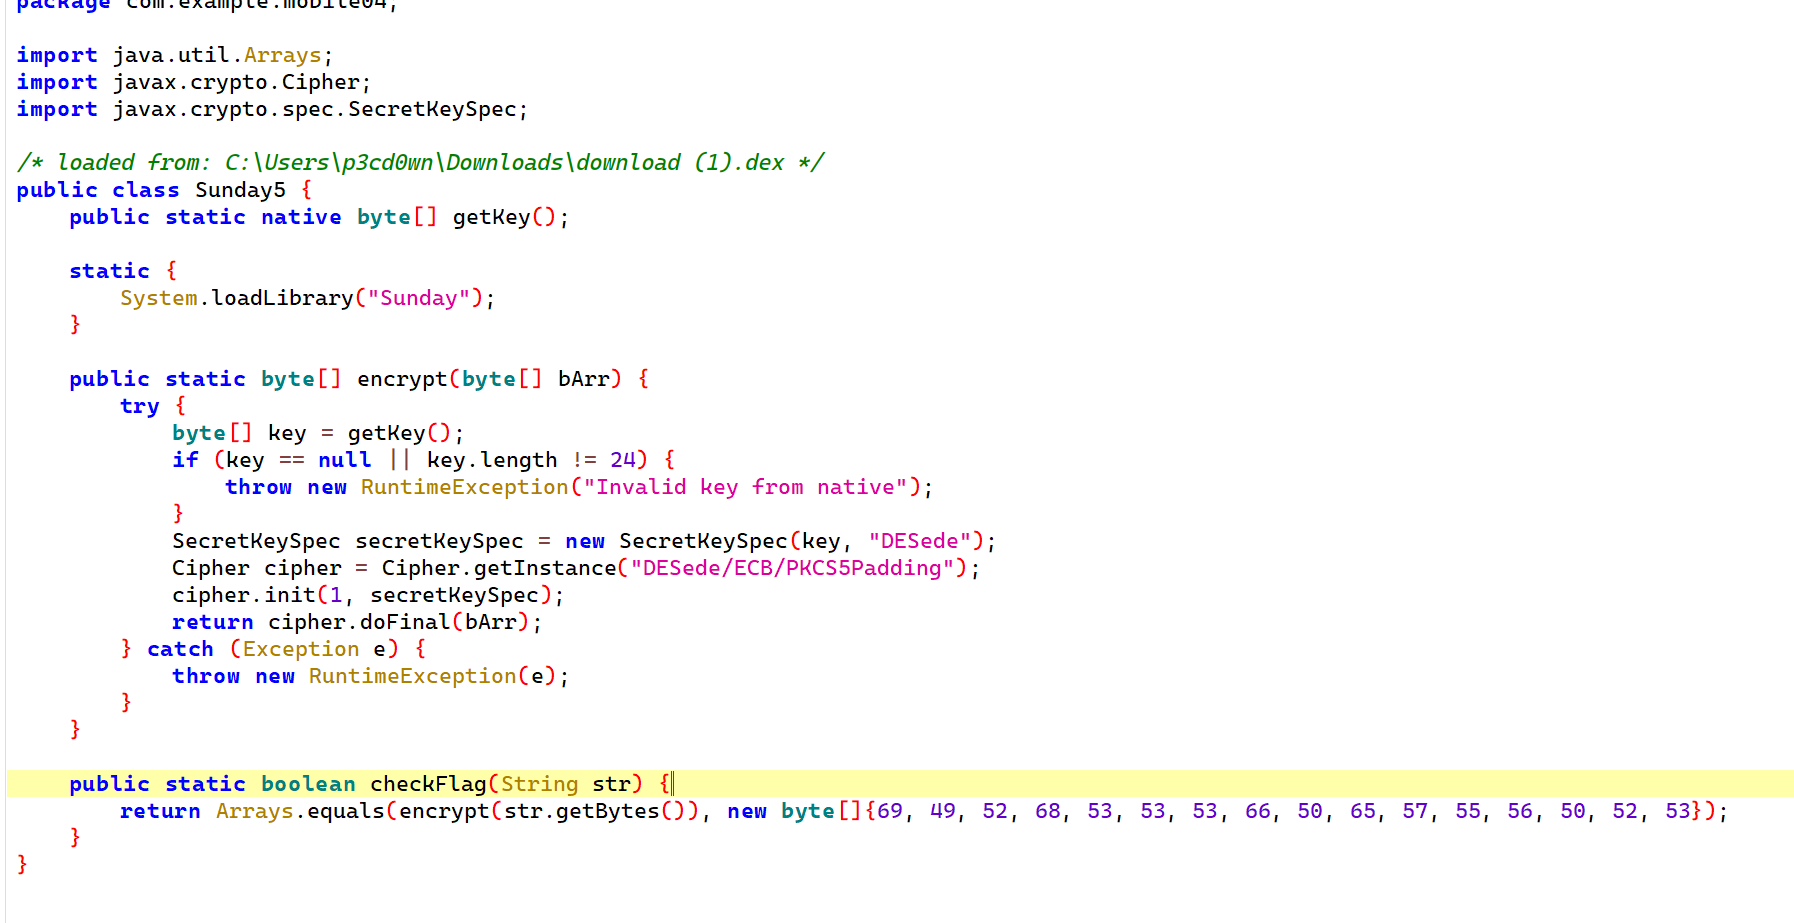 package com.example.mobile04;
import java.util.Arrays;
import javax.crypto.Cipher;
import javax.crypto.spec.SecretKeySpec;
/* loaded from: C:\Users\p3cd0wn\Downloads\download (1).dex */
public class Sunday5 {
public static native byte[] getKey();
static {
System.loadLibrary("Sunday");
}
public static byte[] encrypt(byte[] bArr) {
try {
byte[] key = getKey();
if (key == null || key.length != 24) {
throw new RuntimeException("Invalid key from native");
}
SecretKeySpec secretKeySpec = new SecretKeySpec(key, "DESede");
Cipher cipher = Cipher.getInstance("DESede/ECB/PKCS5Padding");
cipher.init(1, secretKeySpec);
return cipher.doFinal(bArr);
} catch (Exception e) {
throw new RuntimeException(e);
}
}
public static boolean checkFlag(String str) {
return Arrays.equals(encrypt(str.getBytes()), new byte[]{69, 49, 52, 68, 53, 53, 53, 66, 50, 65, 57, 55, 56, 50, 52, 53});
}
}